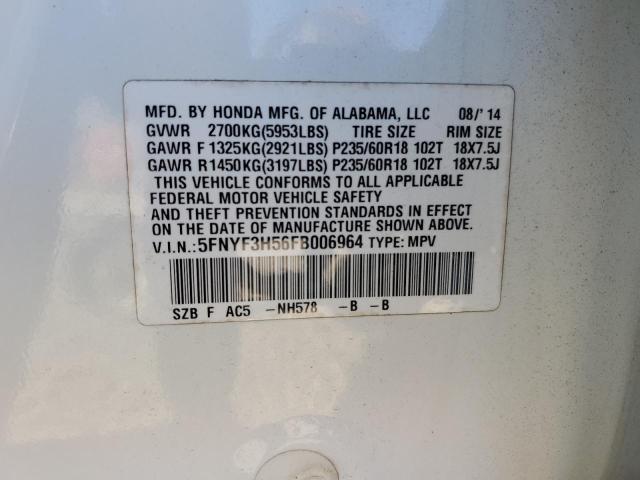 MFD. BY HONDA MFG. OF ALABAMA, LLC 08/'14
GVWR 2700KG(5953LBS) TIRE SIZE RIM SIZE
GAWR F 1325KG(2921LBS) P235/60R18 102T 18X7.5J
GAWR R1450KG(3197LBS) P235/60R18 102T 18X7.5J
THIS VEHICLE CONFORMS TO ALL APPLICABLE
FEDERAL MOTOR VEHICLE SAFETY
AND THEFT PREVENTION STANDARDS IN EFFECT
ON THE DATE OF MANUFACTURE SHOWN ABOVE.
V.I.N.: 5FNYF3H56FB006964 TYPE: MPV
SZB F AC5 -NH578 -B -B